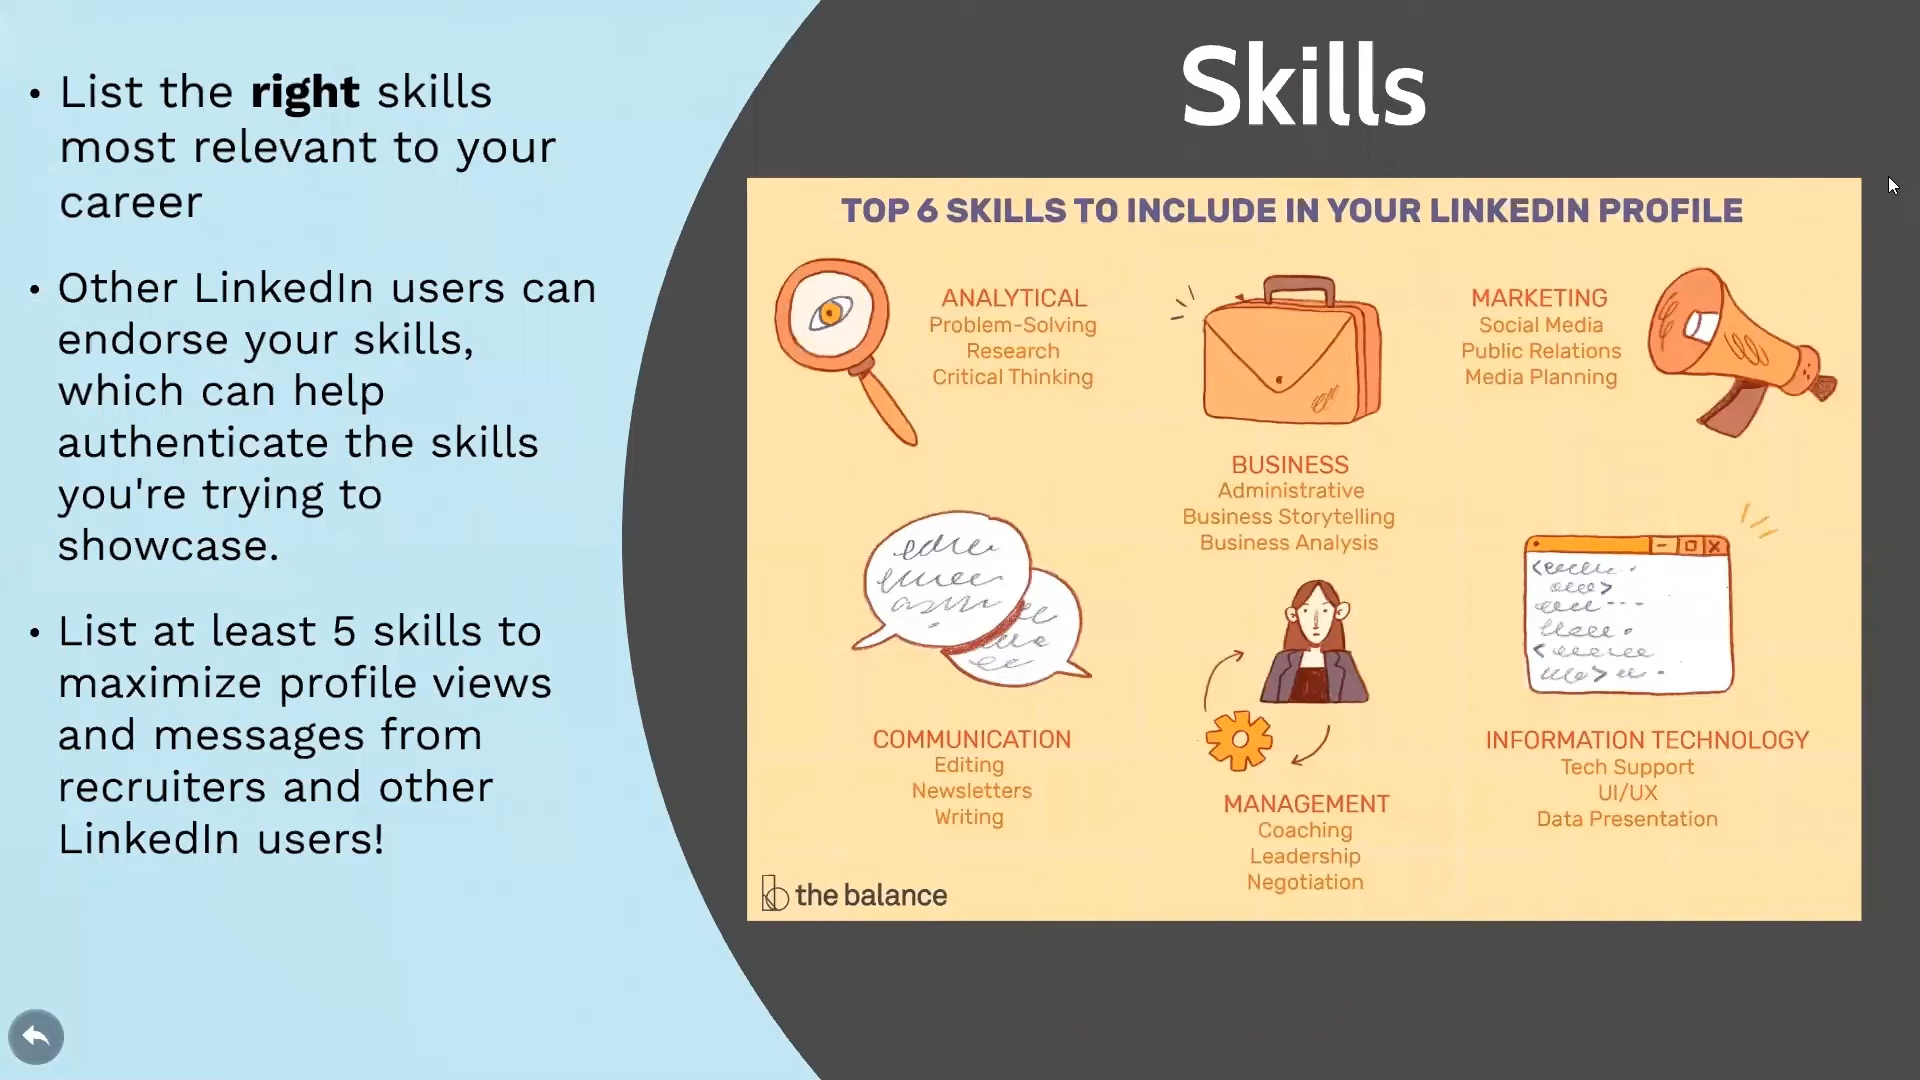 • List the right skills
most relevant to your
career
• Other LinkedIn users can
endorse your skills,
which can help
authenticate the skills
you're trying to
showcase.
• List at least 5 skills to
maximize profile views
and messages from
recruiters and other
LinkedIn users!
Skills
TOP 6 SKILLS TO INCLUDE IN YOUR LINKEDIN PROFILE
ANALYTICAL
Problem-Solving
Research
Critical Thinking
BUSINESS
Administrative
Business Storytelling
Business Analysis
MARKETING
Social Media
Public Relations
Media Planning
COMMUNICATION
Editing
Newsletters
Writing
MANAGEMENT
Coaching
Leadership
Negotiation
INFORMATION TECHNOLOGY
Tech Support
UI/UX
Data Presentation
the balance